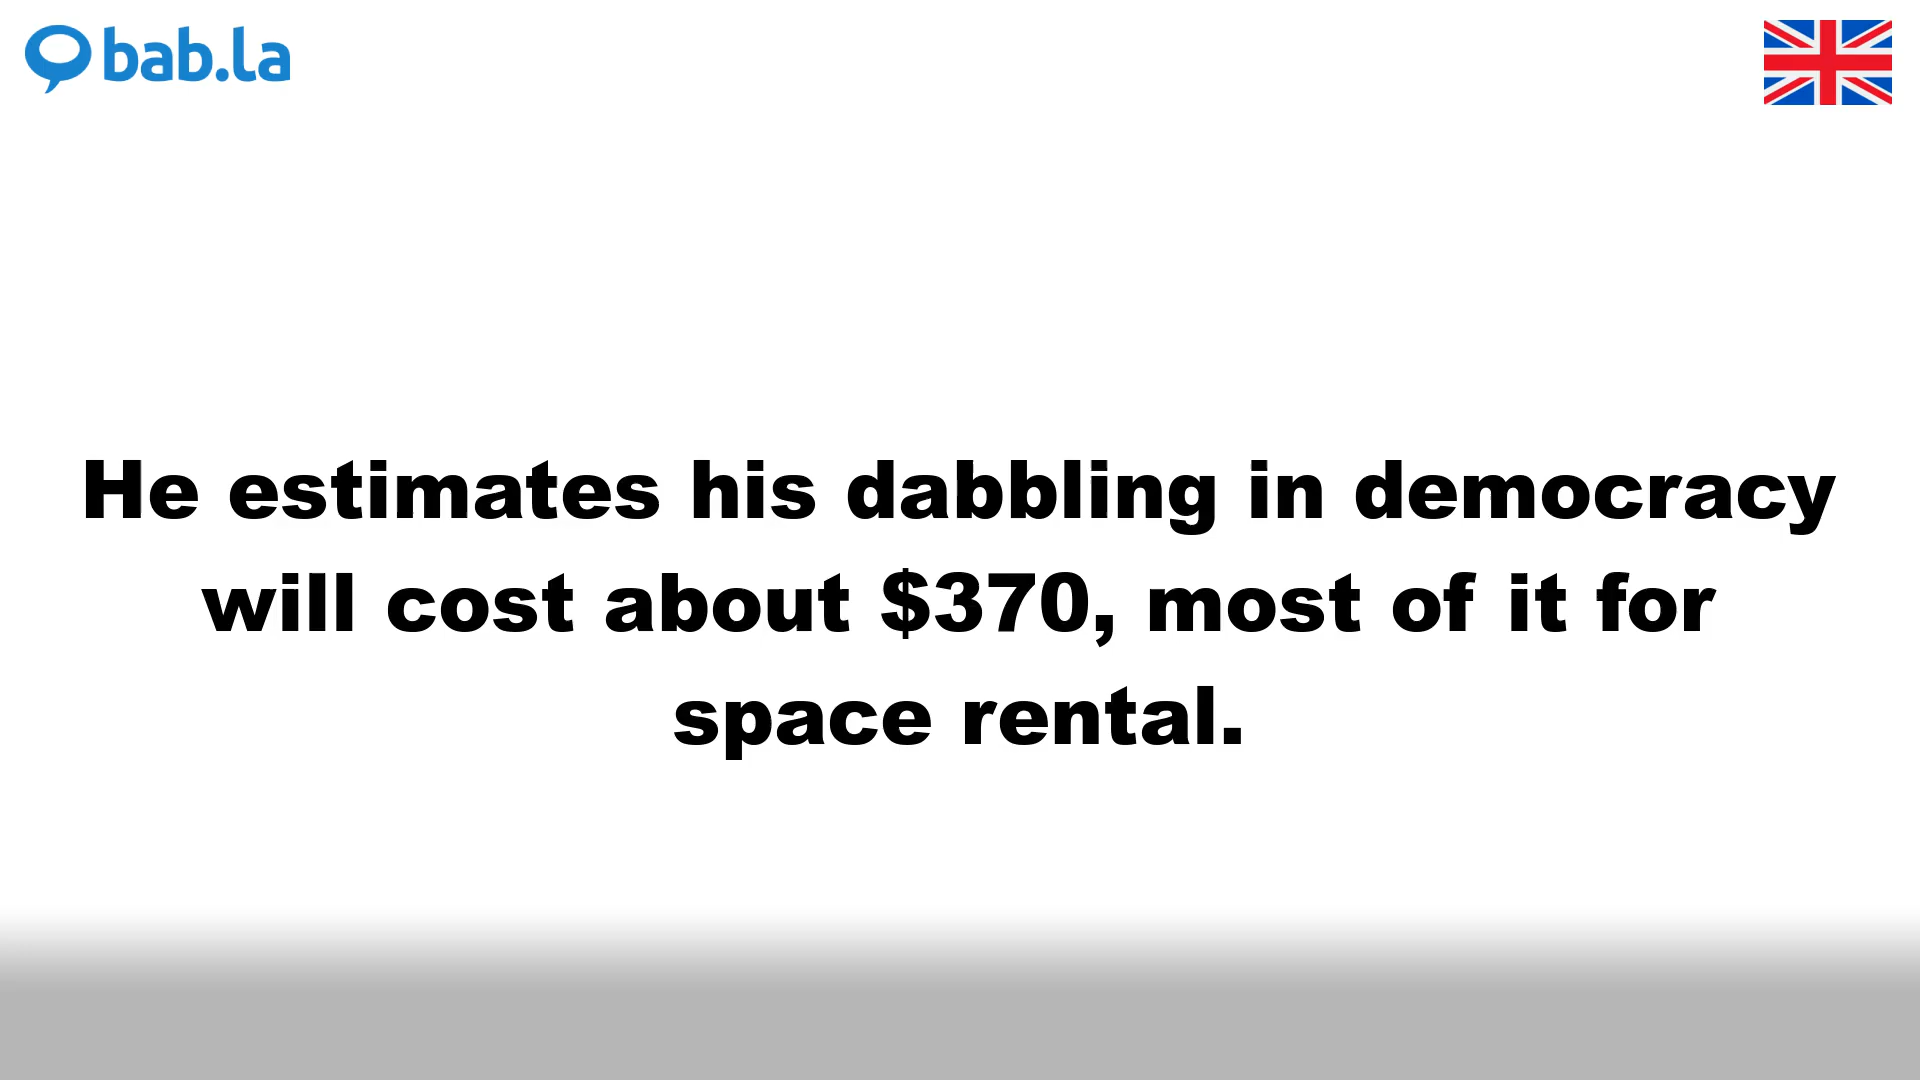 bab.la
He estimates his dabbling in democracy
will cost about $370, most of it for
space rental.